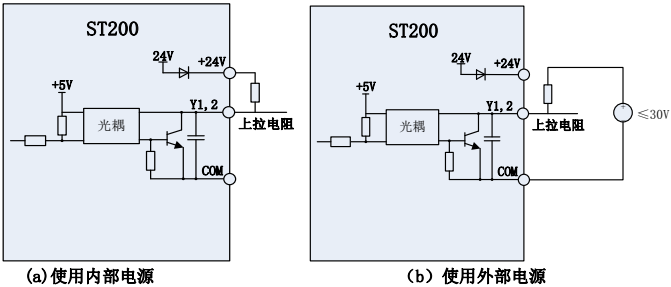 ST200
24V
+24V
+5V
Y1,2
光耦
上拉电阻
COM
(a)使用内部电源
ST200
24V
+24V
+5V
Y1,2
光耦
上拉电阻
+
≤30V
COM
(b) 使用外部电源